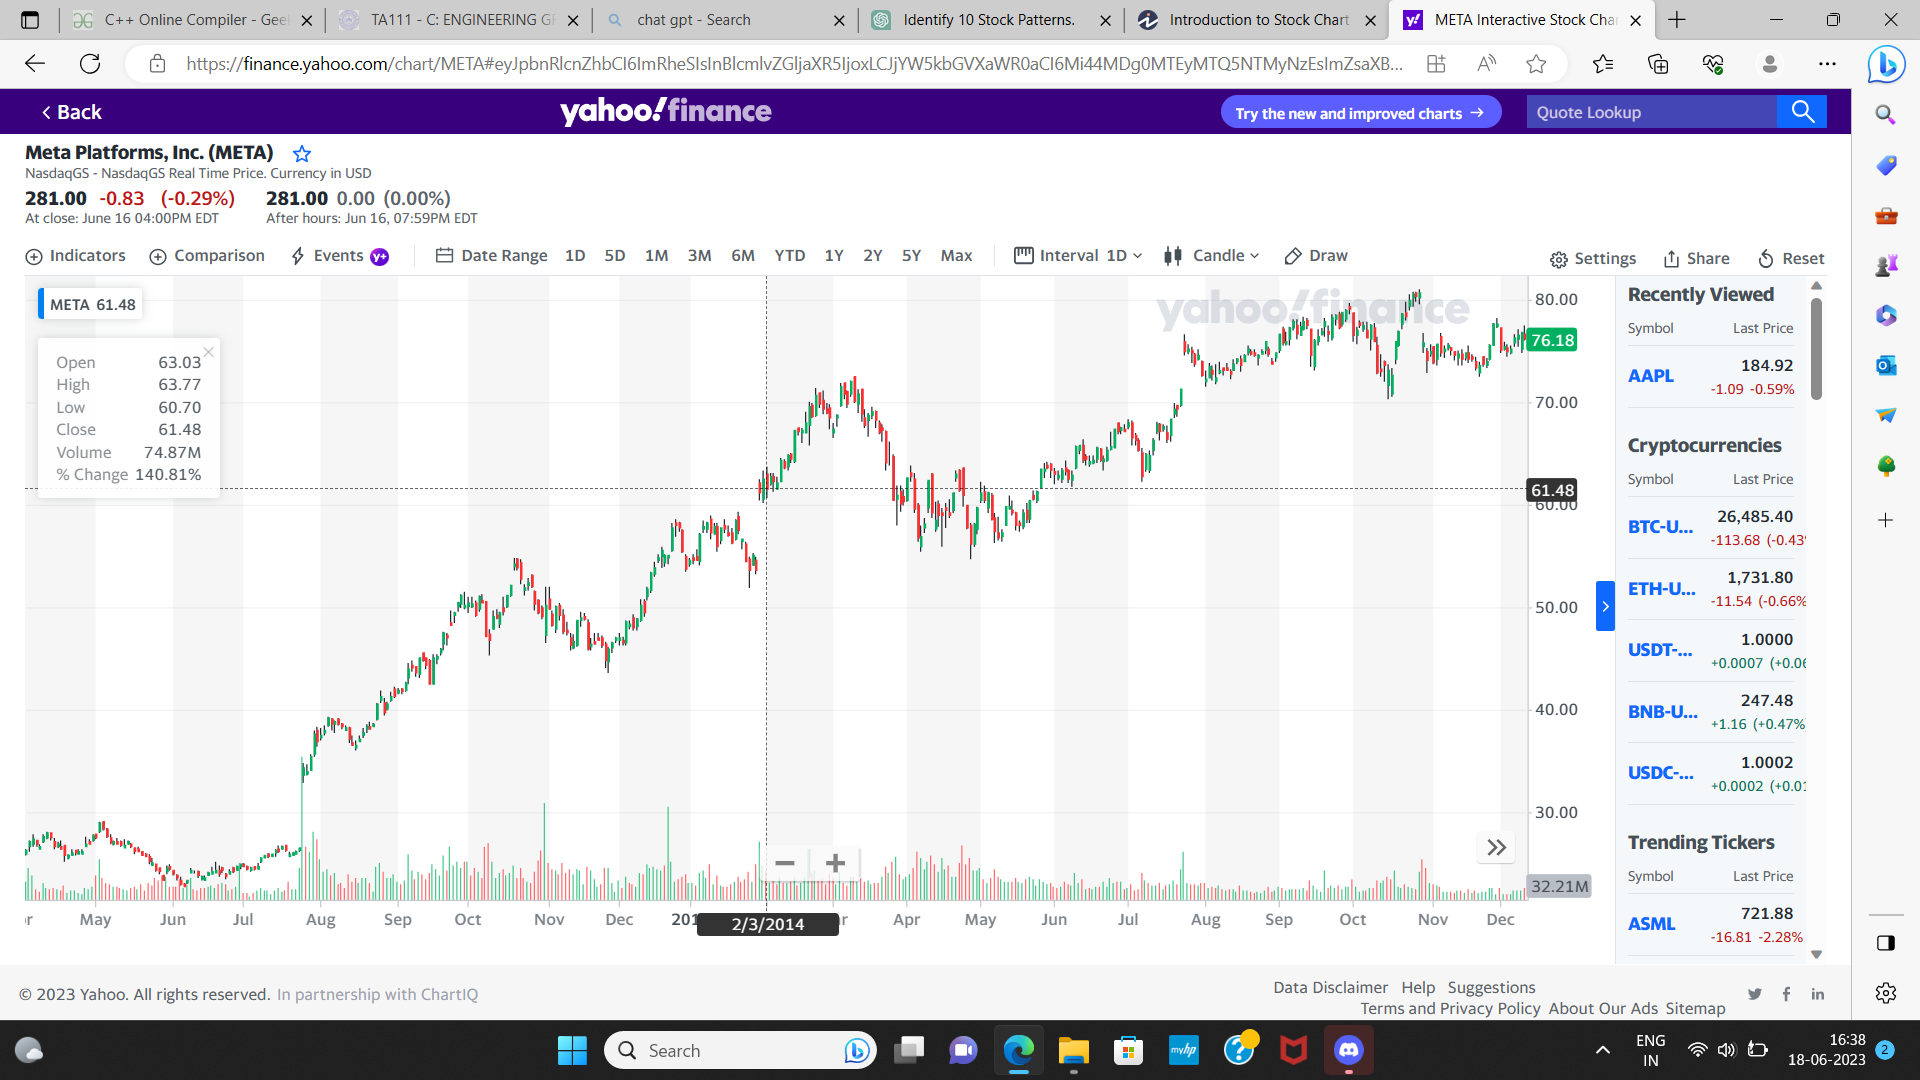 C++ Online Compiler - Gee
TA111 - C: ENGINEERING GR
chat gpt - Search
Identify 10 Stock Patterns.
Introduction to Stock Chart
META Interactive Stock Char
https://finance.yahoo.com/chart/META#eyJpbnRlcnZhbCI6ImRheSIsInBlcmlvZGljaXR5IjoxLCJjYW5kbGVXaWR0aCI6Mi44MDg0MTEyMTQ5NTMyNzEsImZsaXB...
Back
yahoo!finance
Try the new and improved charts →
Quote Lookup
Meta Platforms, Inc. (META)
NasdaqGS - NasdaqGS Real Time Price. Currency in USD
281.00 -0.83 (-0.29%) 281.00 0.00 (0.00%)
At close: June 16 04:00PM EDT After hours: Jun 16, 07:59PM EDT
Indicators Comparison Events y+ Date Range 1D 5D 1M 3M 6M YTD 1Y 2Y 5Y Max Interval 1D Candle Draw Settings Share Reset
META 61.48
Open 63.03
High 63.77
Low 60.70
Close 61.48
Volume 74.87M
% Change 140.81%
yahoo!finance
80.00
76.18
70.00
61.48
60.00
50.00
40.00
30.00
32.21M
May Jun Jul Aug Sep Oct Nov Dec 201 2/3/2014 Apr May Jun Jul Aug Sep Oct Nov Dec
Recently Viewed
Symbol Last Price
AAPL 184.92
-1.09 -0.59%
Cryptocurrencies
Symbol Last Price
BTC-U... 26,485.40
-113.68 (-0.43%
ETH-U... 1,731.80
-11.54 (-0.66%
USDT-... 1.0000
+0.0007 (+0.06
BNB-U... 247.48
+1.16 (+0.47%
USDC-... 1.0002
+0.0002 (+0.01
Trending Tickers
Symbol Last Price
ASML 721.88
-16.81 -2.28%
© 2023 Yahoo. All rights reserved. In partnership with ChartIQ
Data Disclaimer Help Suggestions
Terms and Privacy Policy About Our Ads Sitemap
Search
myhp
ENG
IN
16:38
18-06-2023
2